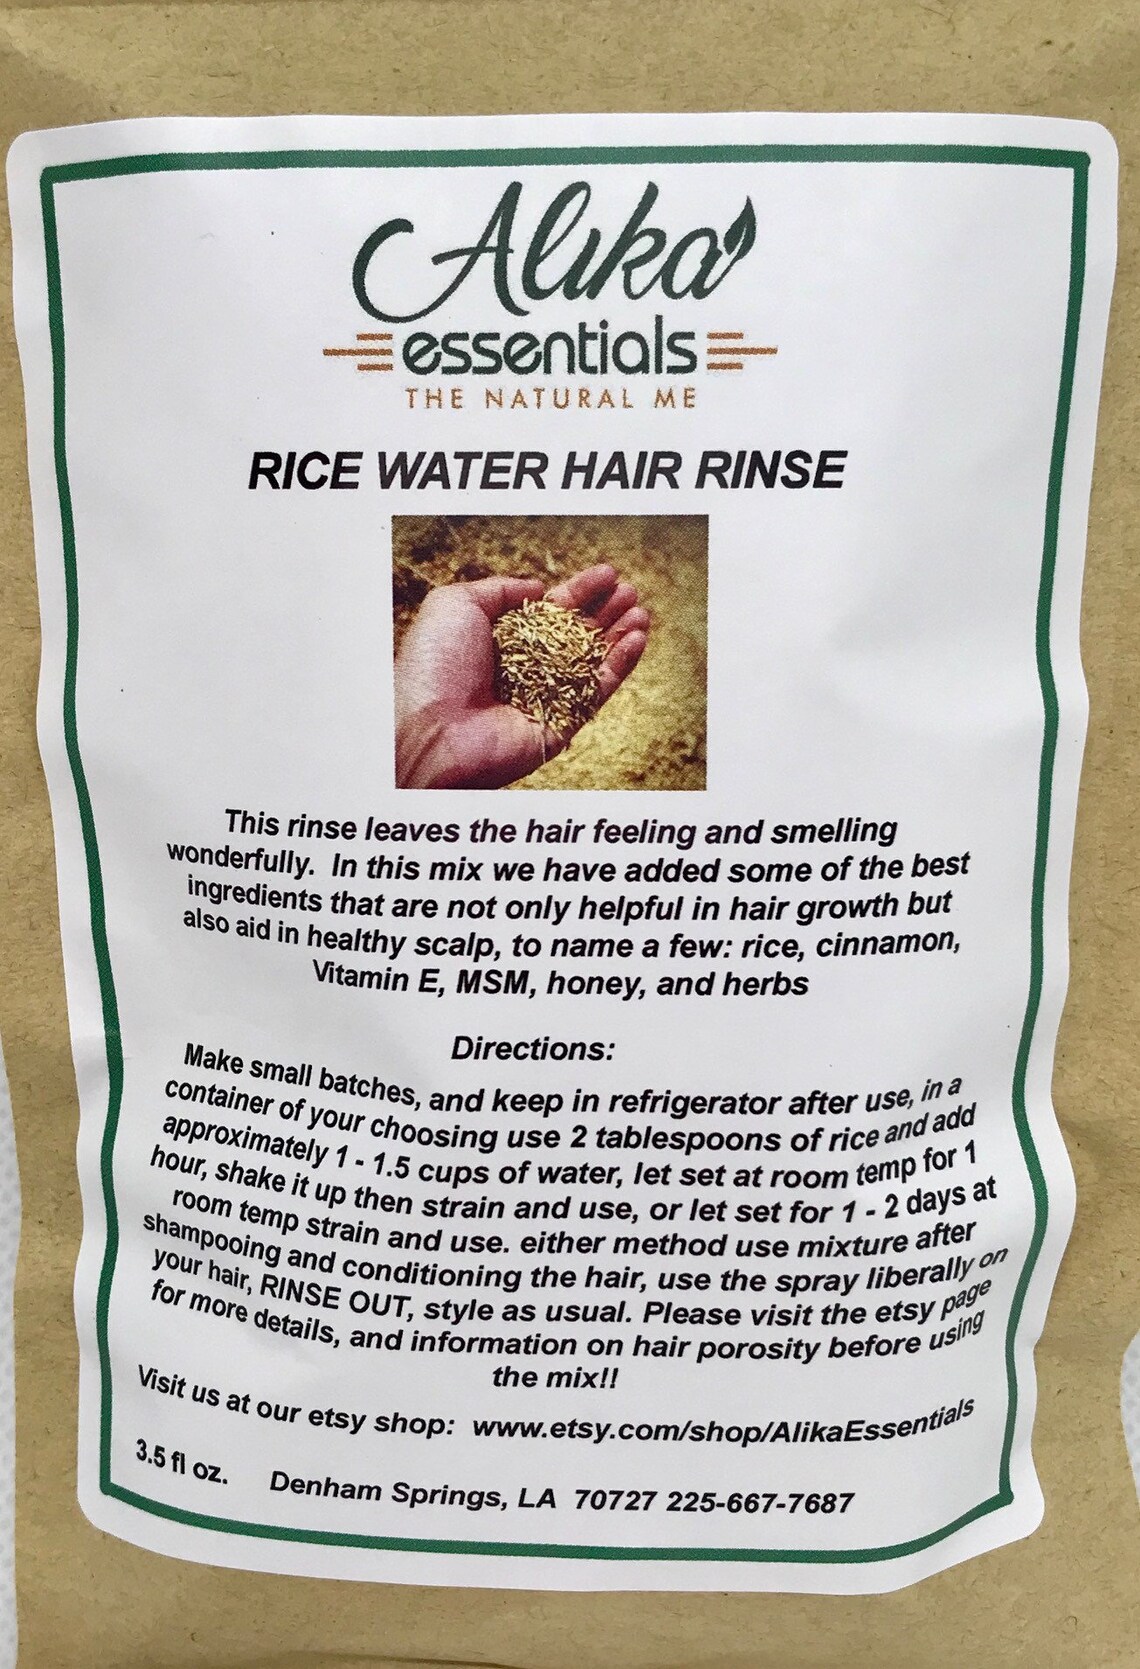 Alika
essentials
THE NATURAL ME
RICE WATER HAIR RINSE
This rinse leaves the hair feeling and smelling
wonderfully. In this mix we have added some of the best
ingredients that are not only helpful in hair growth but
also aid in healthy scalp, to name a few: rice, cinnamon,
Vitamin E, MSM, honey, and herbs
Directions:
Make small batches, and keep in refrigerator after use, in a
container of your choosing use 2 tablespoons of rice and add
approximately 1 - 1.5 cups of water, let set at room temp for 1
hour, shake it up then strain and use, or let set for 1 - 2 days at
room temp strain and use. either method use mixture after
shampooing and conditioning the hair, use the spray liberally on
your hair, RINSE OUT, style as usual. Please visit the etsy page
for more details, and information on hair porosity before using
the mix!!
Visit us at our etsy shop: www.etsy.com/shop/AlikaEssentials
3.5 fl oz. Denham Springs, LA 70727 225-667-7687